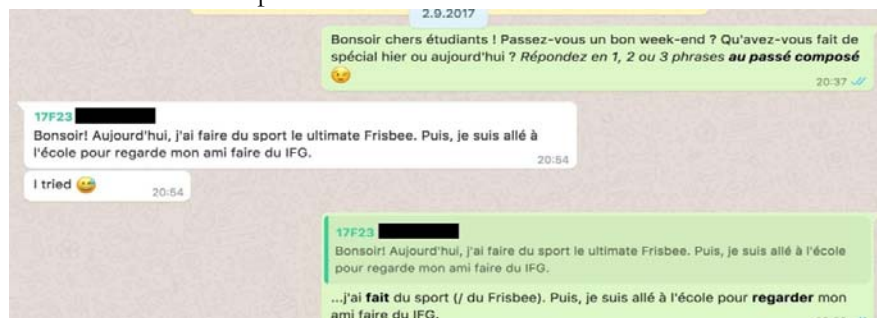 2.9.2017
Bonsoir chers étudiants ! Passez-vous un bon week-end ? Qu'avez-vous fait de
spécial hier ou aujourd'hui ? Répondez en 1, 2 ou 3 phrases au passé composé
😉
20:37
17F23
Bonsoir! Aujourd'hui, j'ai faire du sport le ultimate Frisbee. Puis, je suis allé à
l'école pour regarde mon ami faire du IFG.
20:54
I tried 😅
20:54
17F23
Bonsoir! Aujourd'hui, j'ai faire du sport le ultimate Frisbee. Puis, je suis allé à l'école
pour regarde mon ami faire du IFG.
...j'ai fait du sport (/ du Frisbee). Puis, je suis allé à l'école pour regarder mon
ami faire du IFG.